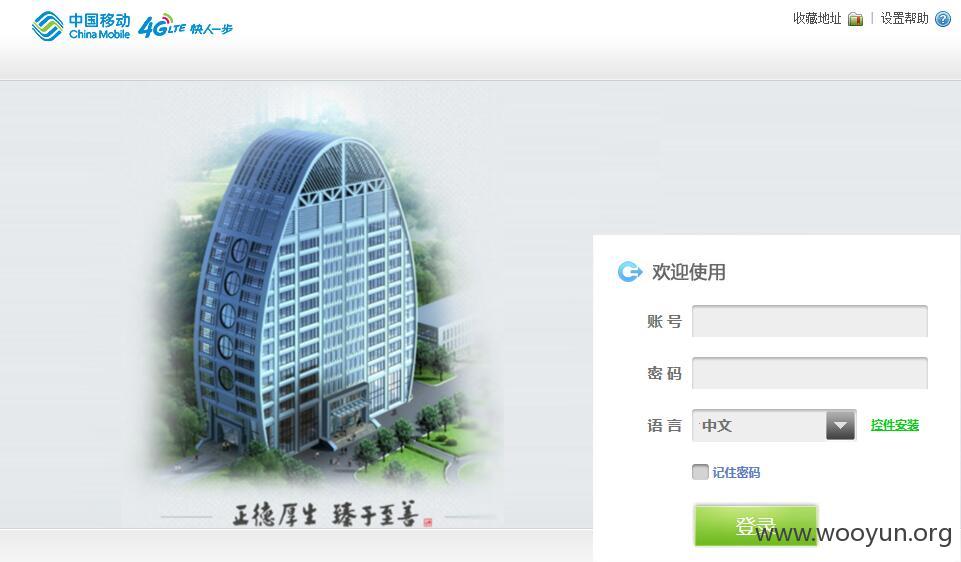 中国移动
China Mobile
4G LTE 快人一步
收藏地址 | 设置帮助
欢迎使用
账 号
密 码
语 言 中文 控件安装
记住密码
登录
www.wooyun.org
正德厚生 臻于至善